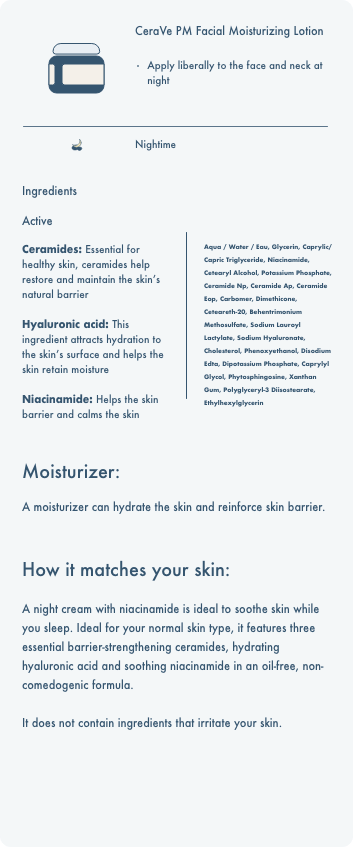 CeraVe PM Facial Moisturizing Lotion
· Apply liberally to the face and neck at
night
Nightime
Ingredients
Active
Ceramides: Essential for
healthy skin, ceramides help
restore and maintain the skin’s
natural barrier
Hyaluronic acid: This
ingredient attracts hydration to
the skin’s surface and helps the
skin retain moisture
Niacinamide: Helps the skin
barrier and calms the skin
Aqua / Water / Eau, Glycerin, Caprylic/
Capric Triglyceride, Niacinamide,
Cetearyl Alcohol, Potassium Phosphate,
Ceramide Np, Ceramide Ap, Ceramide
Eop, Carbomer, Dimethicone,
Ceteareth-20, Behentrimonium
Methosulfate, Sodium Lauroyl
Lactylate, Sodium Hyaluronate,
Cholesterol, Phenoxyethanol, Disodium
Edta, Dipotassium Phosphate, Caprylyl
Glycol, Phytosphingosine, Xanthan
Gum, Polyglyceryl-3 Diisostearate,
Ethylhexylglycerin
Moisturizer:
A moisturizer can hydrate the skin and reinforce skin barrier.
How it matches your skin:
A night cream with niacinamide is ideal to soothe skin while
you sleep. Ideal for your normal skin type, it features three
essential barrier-strengthening ceramides, hydrating
hyaluronic acid and soothing niacinamide in an oil-free, non-
comedogenic formula.
It does not contain ingredients that irritate your skin.